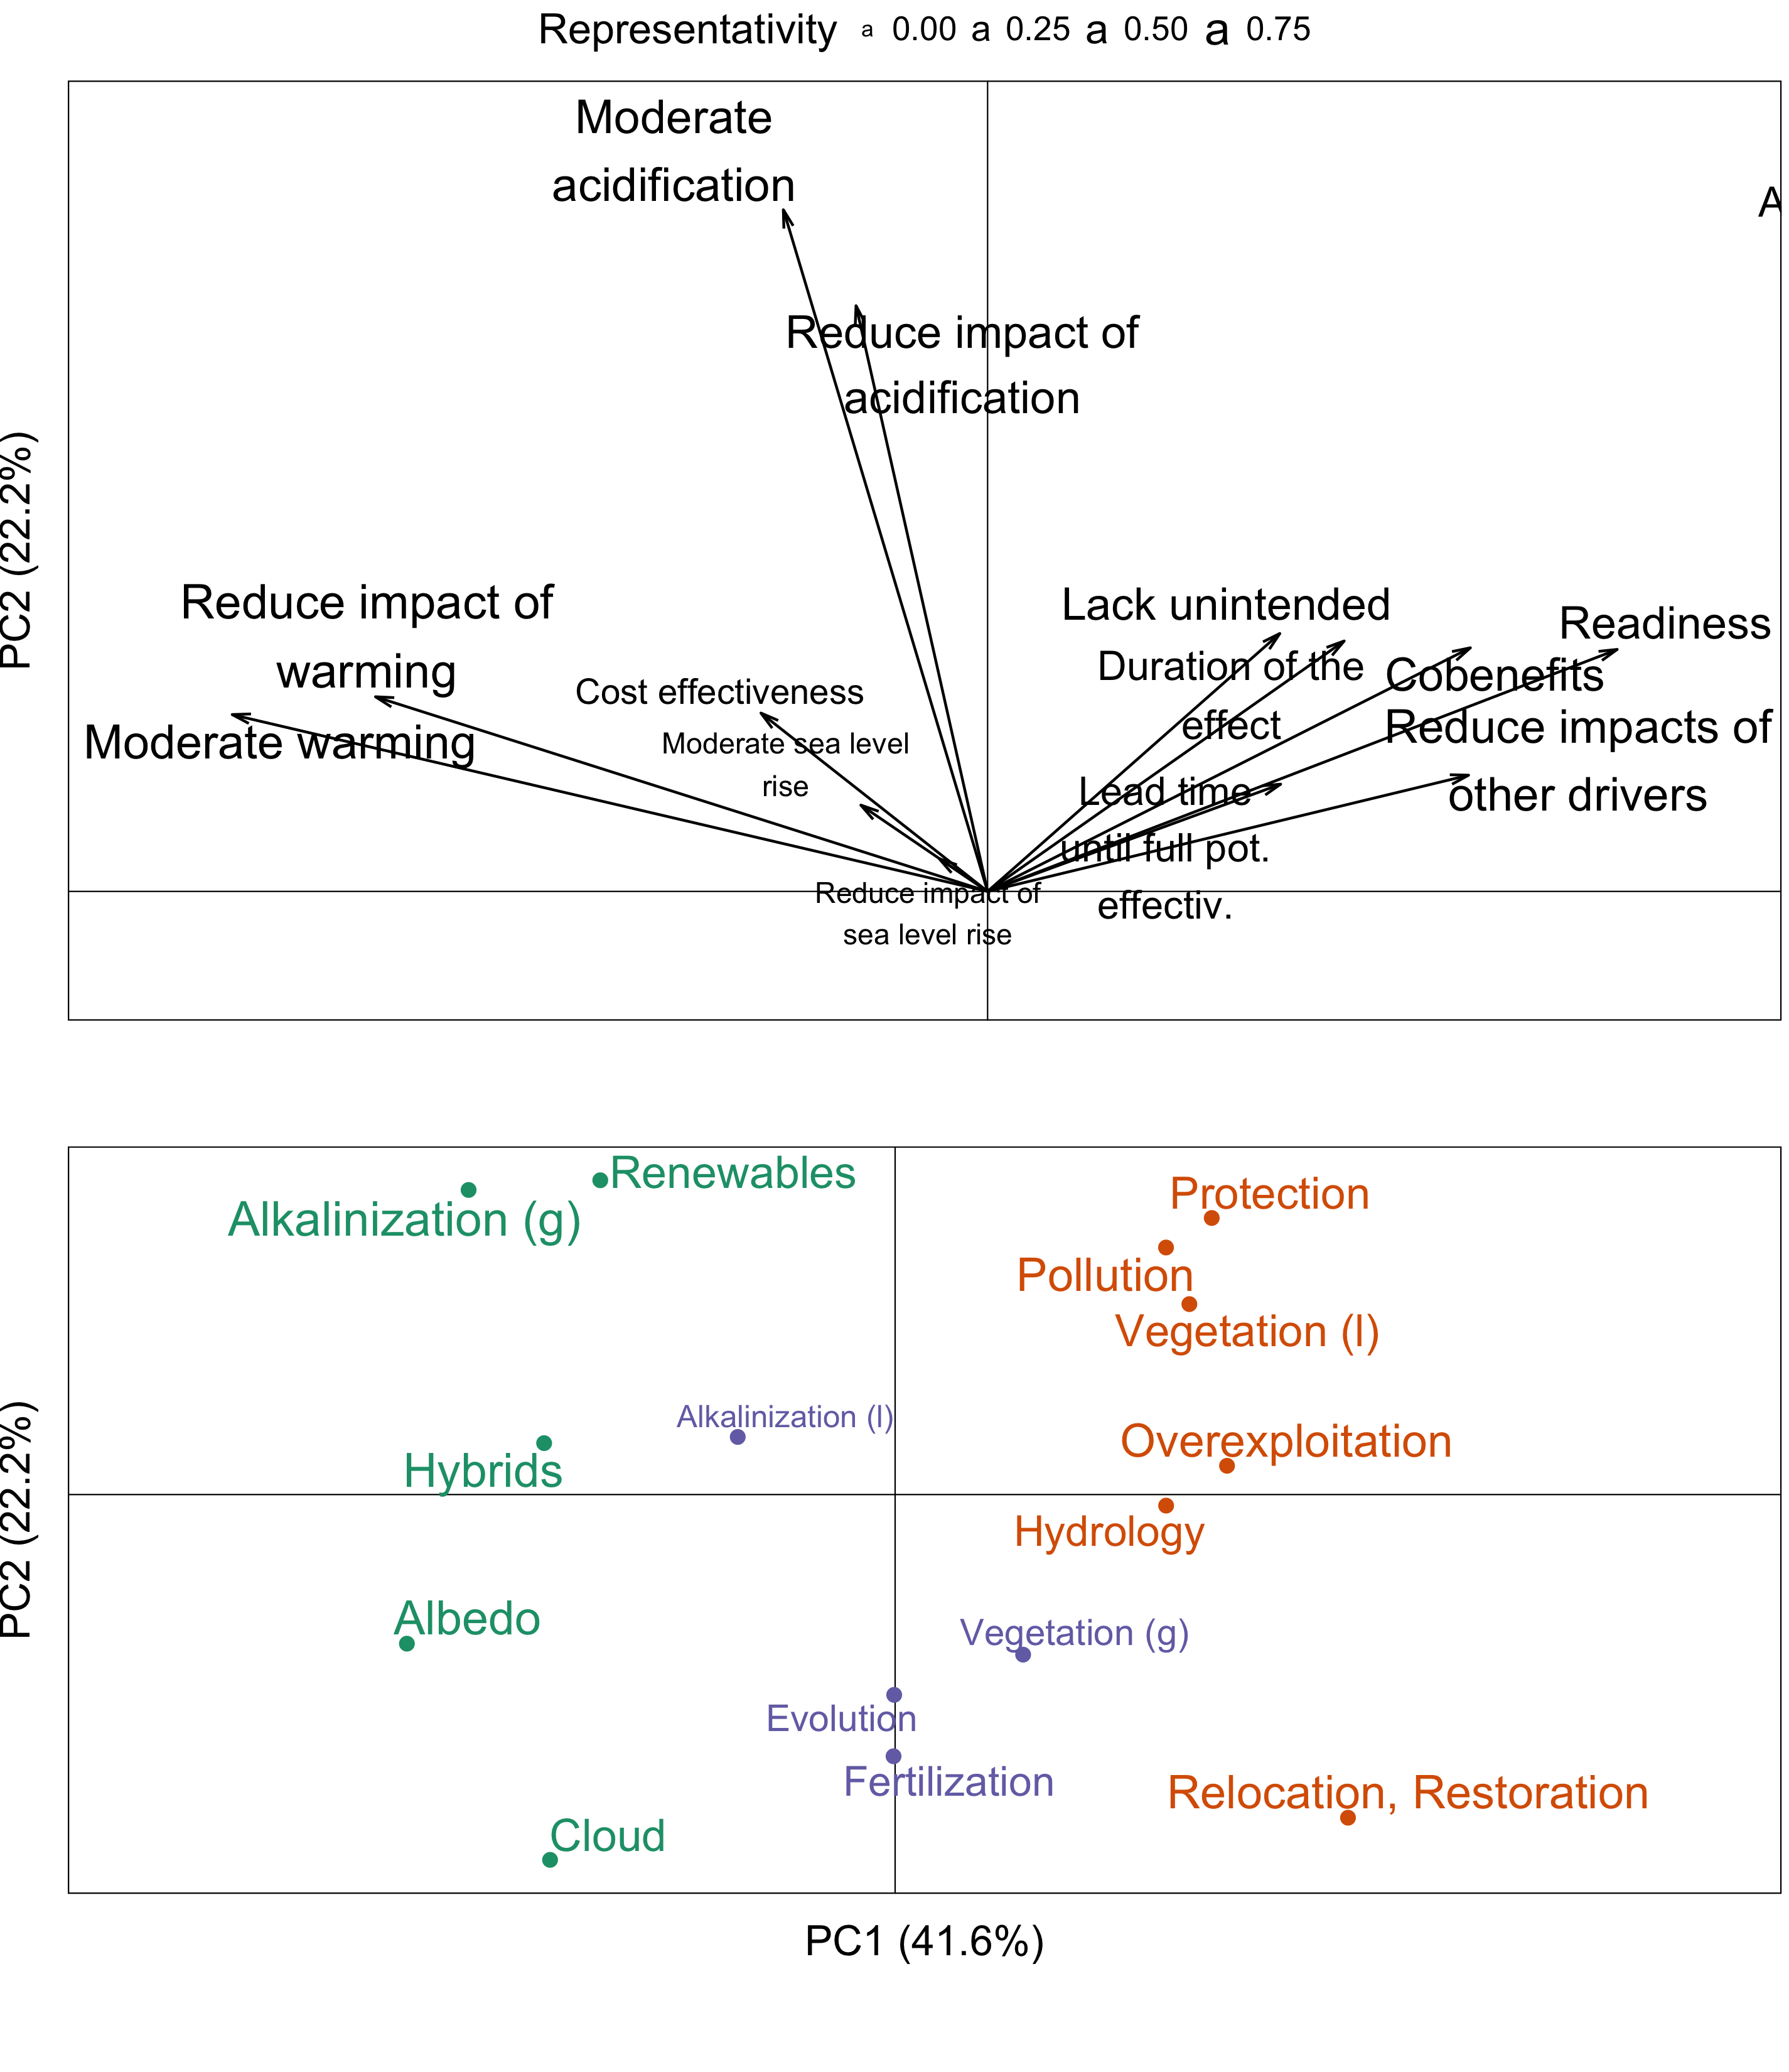 Representativity a 0.00 a 0.25 a 0.50 a 0.75
Moderate
acidification
A
Reduce impact of
acidification
PC2 (22.2%)
Reduce impact of
warming
Moderate warming
Cost effectiveness
Moderate sea level
rise
Reduce impact of
sea level rise
Lack unintended
Duration of the
effect
Readiness
Cobenefits
Reduce impacts of
other drivers
Lead time
until full pot.
effectiv.
Renewables
Alkalinization (g)
Protection
Pollution
Vegetation (l)
Alkalinization (l)
Overexploitation
Hybrids
PC2 (22.2%)
Hydrology
Albedo
Vegetation (g)
Evolution
Fertilization
Relocation, Restoration
Cloud
PC1 (41.6%)